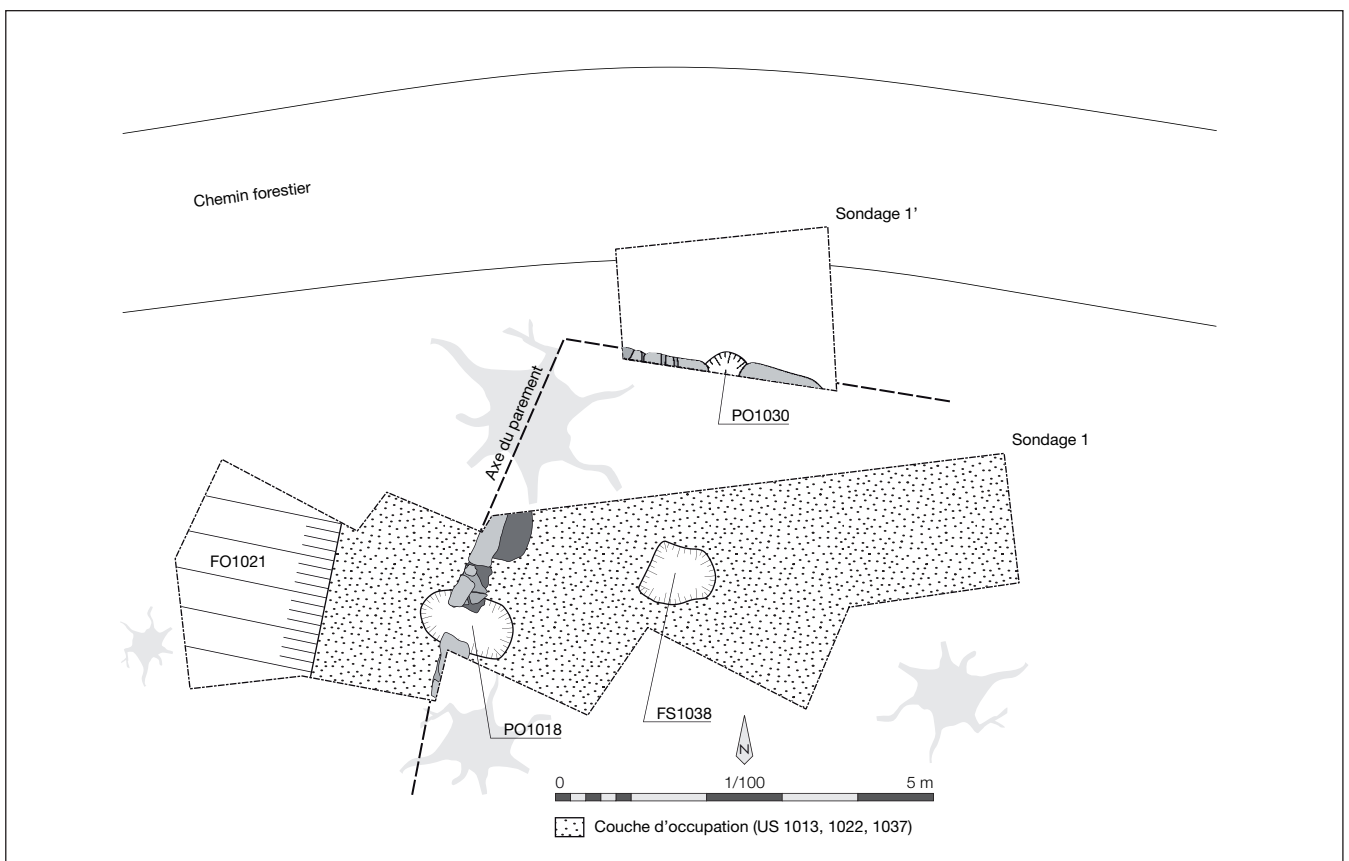 Chemin forestier
Sondage 1'
Axe du parement
PO1030
Sondage 1
FO1021
FS1038
PO1018
N
0 1/100 5 m
Couche d'occupation (US 1013, 1022, 1037)